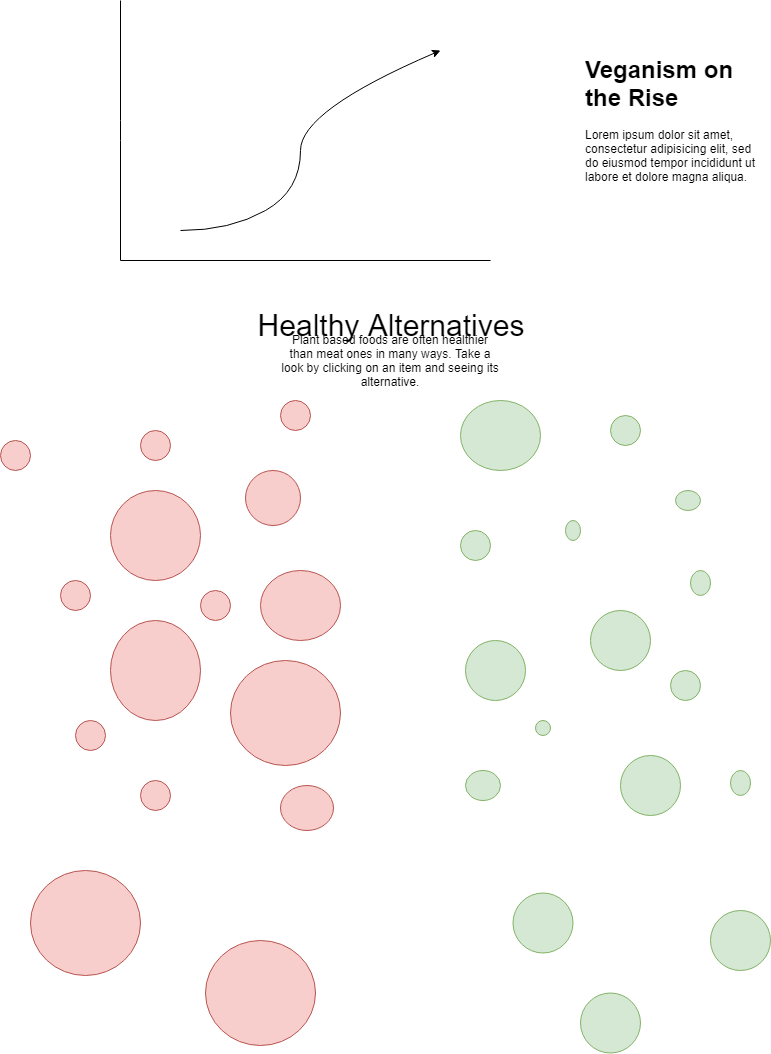 Veganism on
the Rise
Lorem ipsum dolor sit amet,
consectetur adipisicing elit, sed
do eiusmod tempor incididunt ut
labore et dolore magna aliqua.
Healthy Alternatives
Plant based foods are often healthier
than meat ones in many ways. Take a
look by clicking on an item and seeing its
alternative.